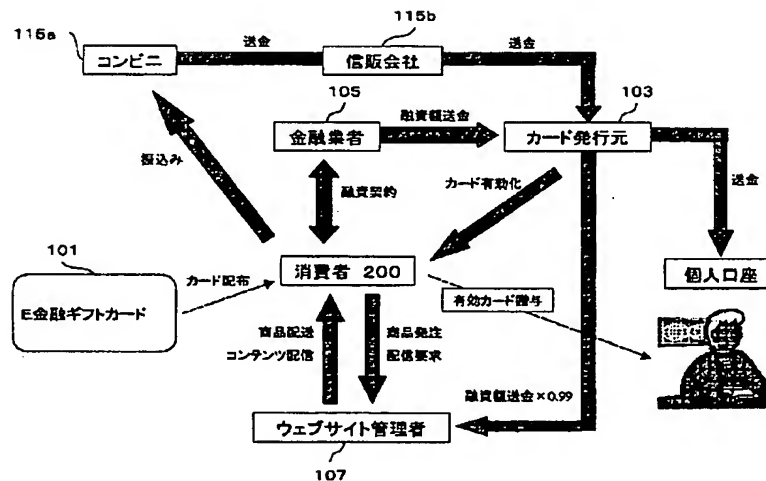 115b
115a
送金
送金
コンビニ
信販会社
105
103
融資額送金
金融業者
カード発行元
振込み
送金
カード有効化
融資契約
101
消費者 200
個人口座
カード配布
E金融ギフトカード
有効カード贈与
商品配送
コンテンツ配信
商品発注
配信要求
融資額送金×0.99
ウェブサイト管理者
107